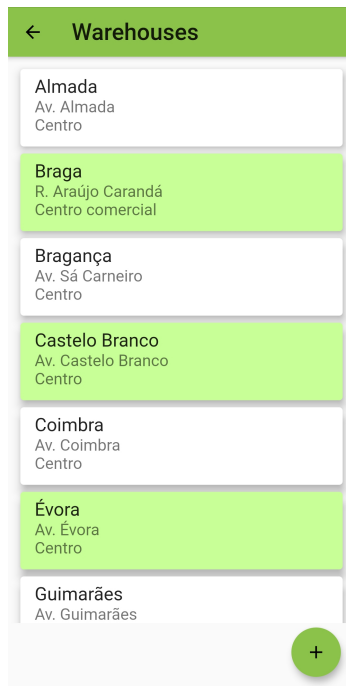 Warehouses
Almada
Av. Almada
Centro
Braga
R. Araújo Carandá
Centro comercial
Bragança
Av. Sá Carneiro
Centro
Castelo Branco
Av. Castelo Branco
Centro
Coimbra
Av. Coimbra
Centro
Évora
Av. Évora
Centro
Guimarães
Av. Guimarães